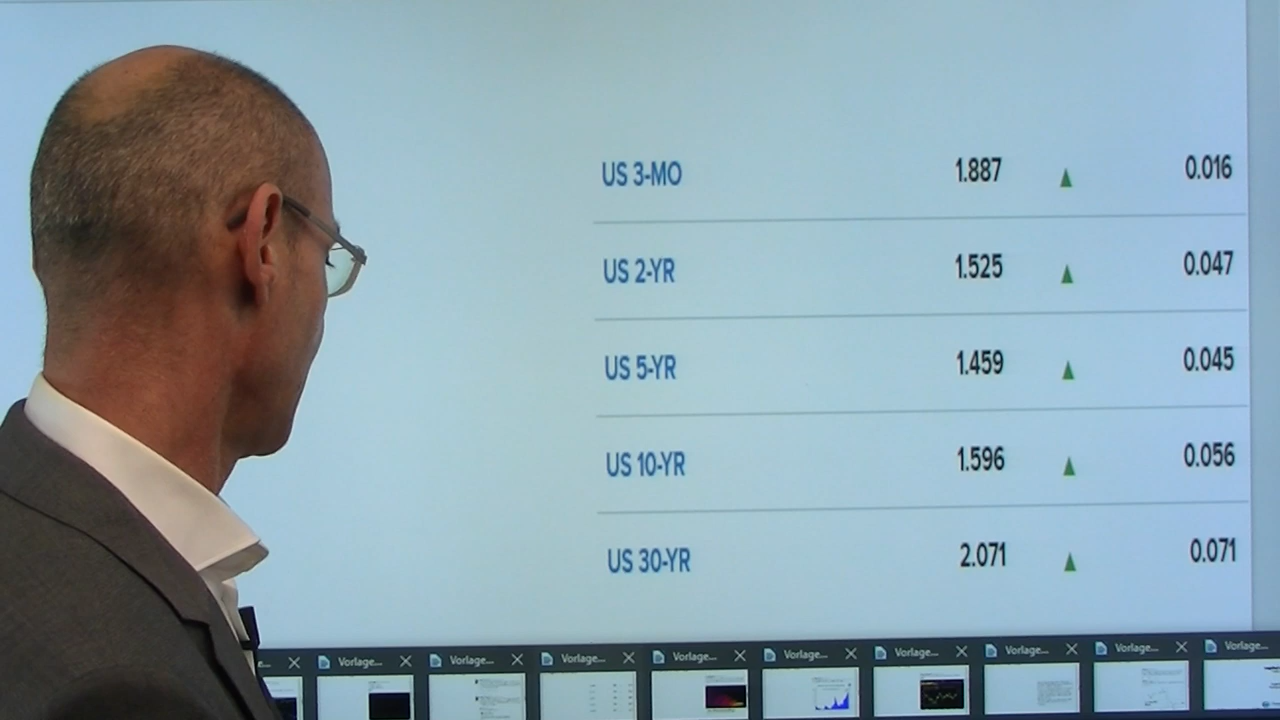 US 3-MO 1.887 ▲ 0.016
US 2-YR 1.525 ▲ 0.047
US 5-YR 1.459 ▲ 0.045
US 10-YR 1.596 ▲ 0.056
US 30-YR 2.071 ▲ 0.071
Vorlage... Vorlage... Vorlage... Vorlage... Vorlage... Vorlage... Vorlage... Vorlage... Vorlage...